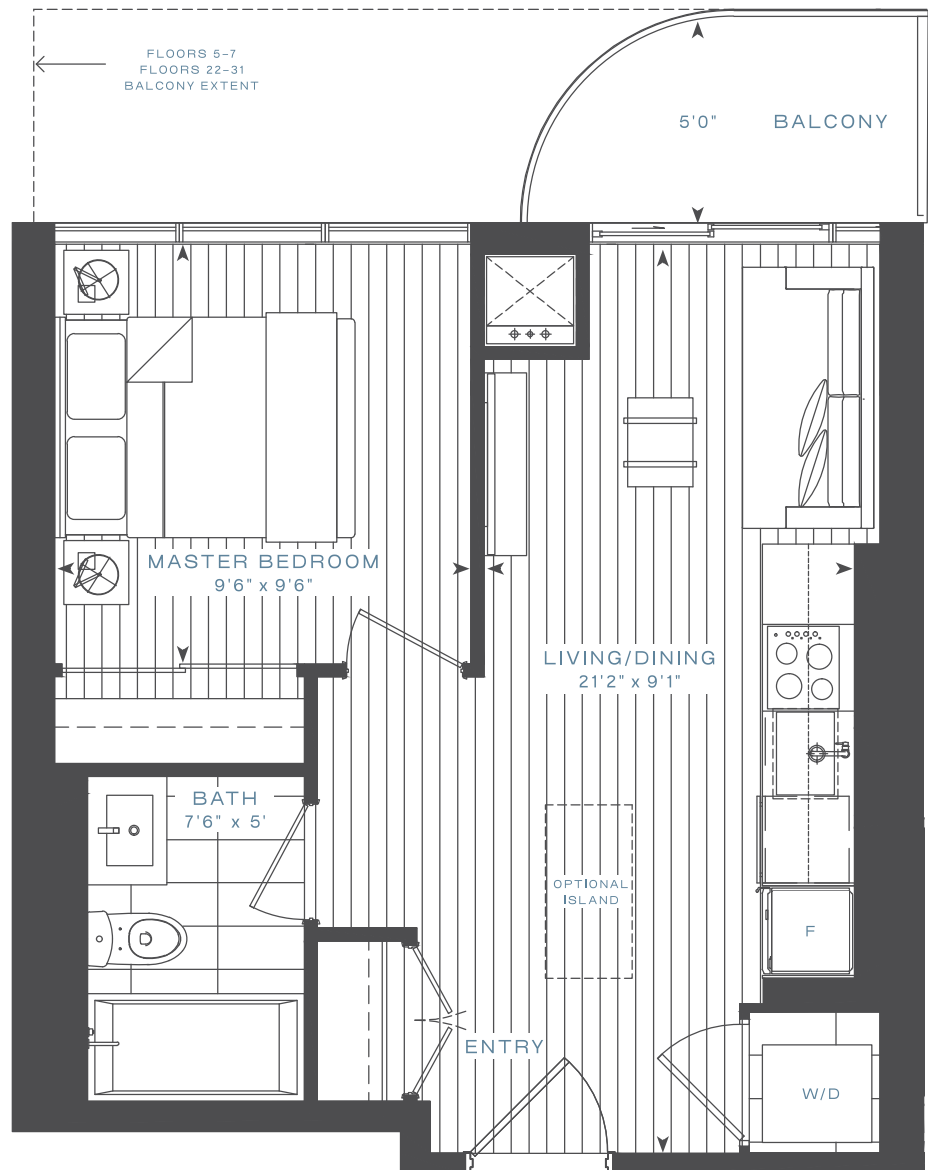 FLOORS 5-7
FLOORS 22-31
BALCONY EXTENT
5'0"
BALCONY
MASTER BEDROOM
9'6" x 9'6"
LIVING/DINING
21'2" x 9'1"
BATH
7'6" x 5'
OPTIONAL
ISLAND
F
ENTRY
W/D